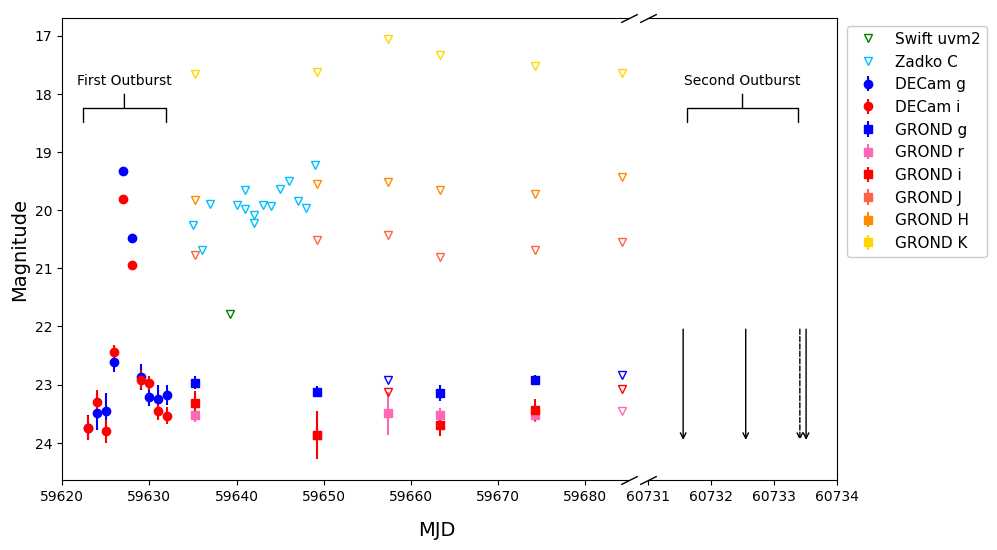 17
18
19
20
21
22
23
24
Magnitude
First Outburst
Second Outburst
59620
59630
59640
59650
59660
59670
59680
60731
60732
60733
60734
MJD
Swift uvm2
Zadko C
DECam g
DECam i
GROND g
GROND r
GROND i
GROND J
GROND H
GROND K